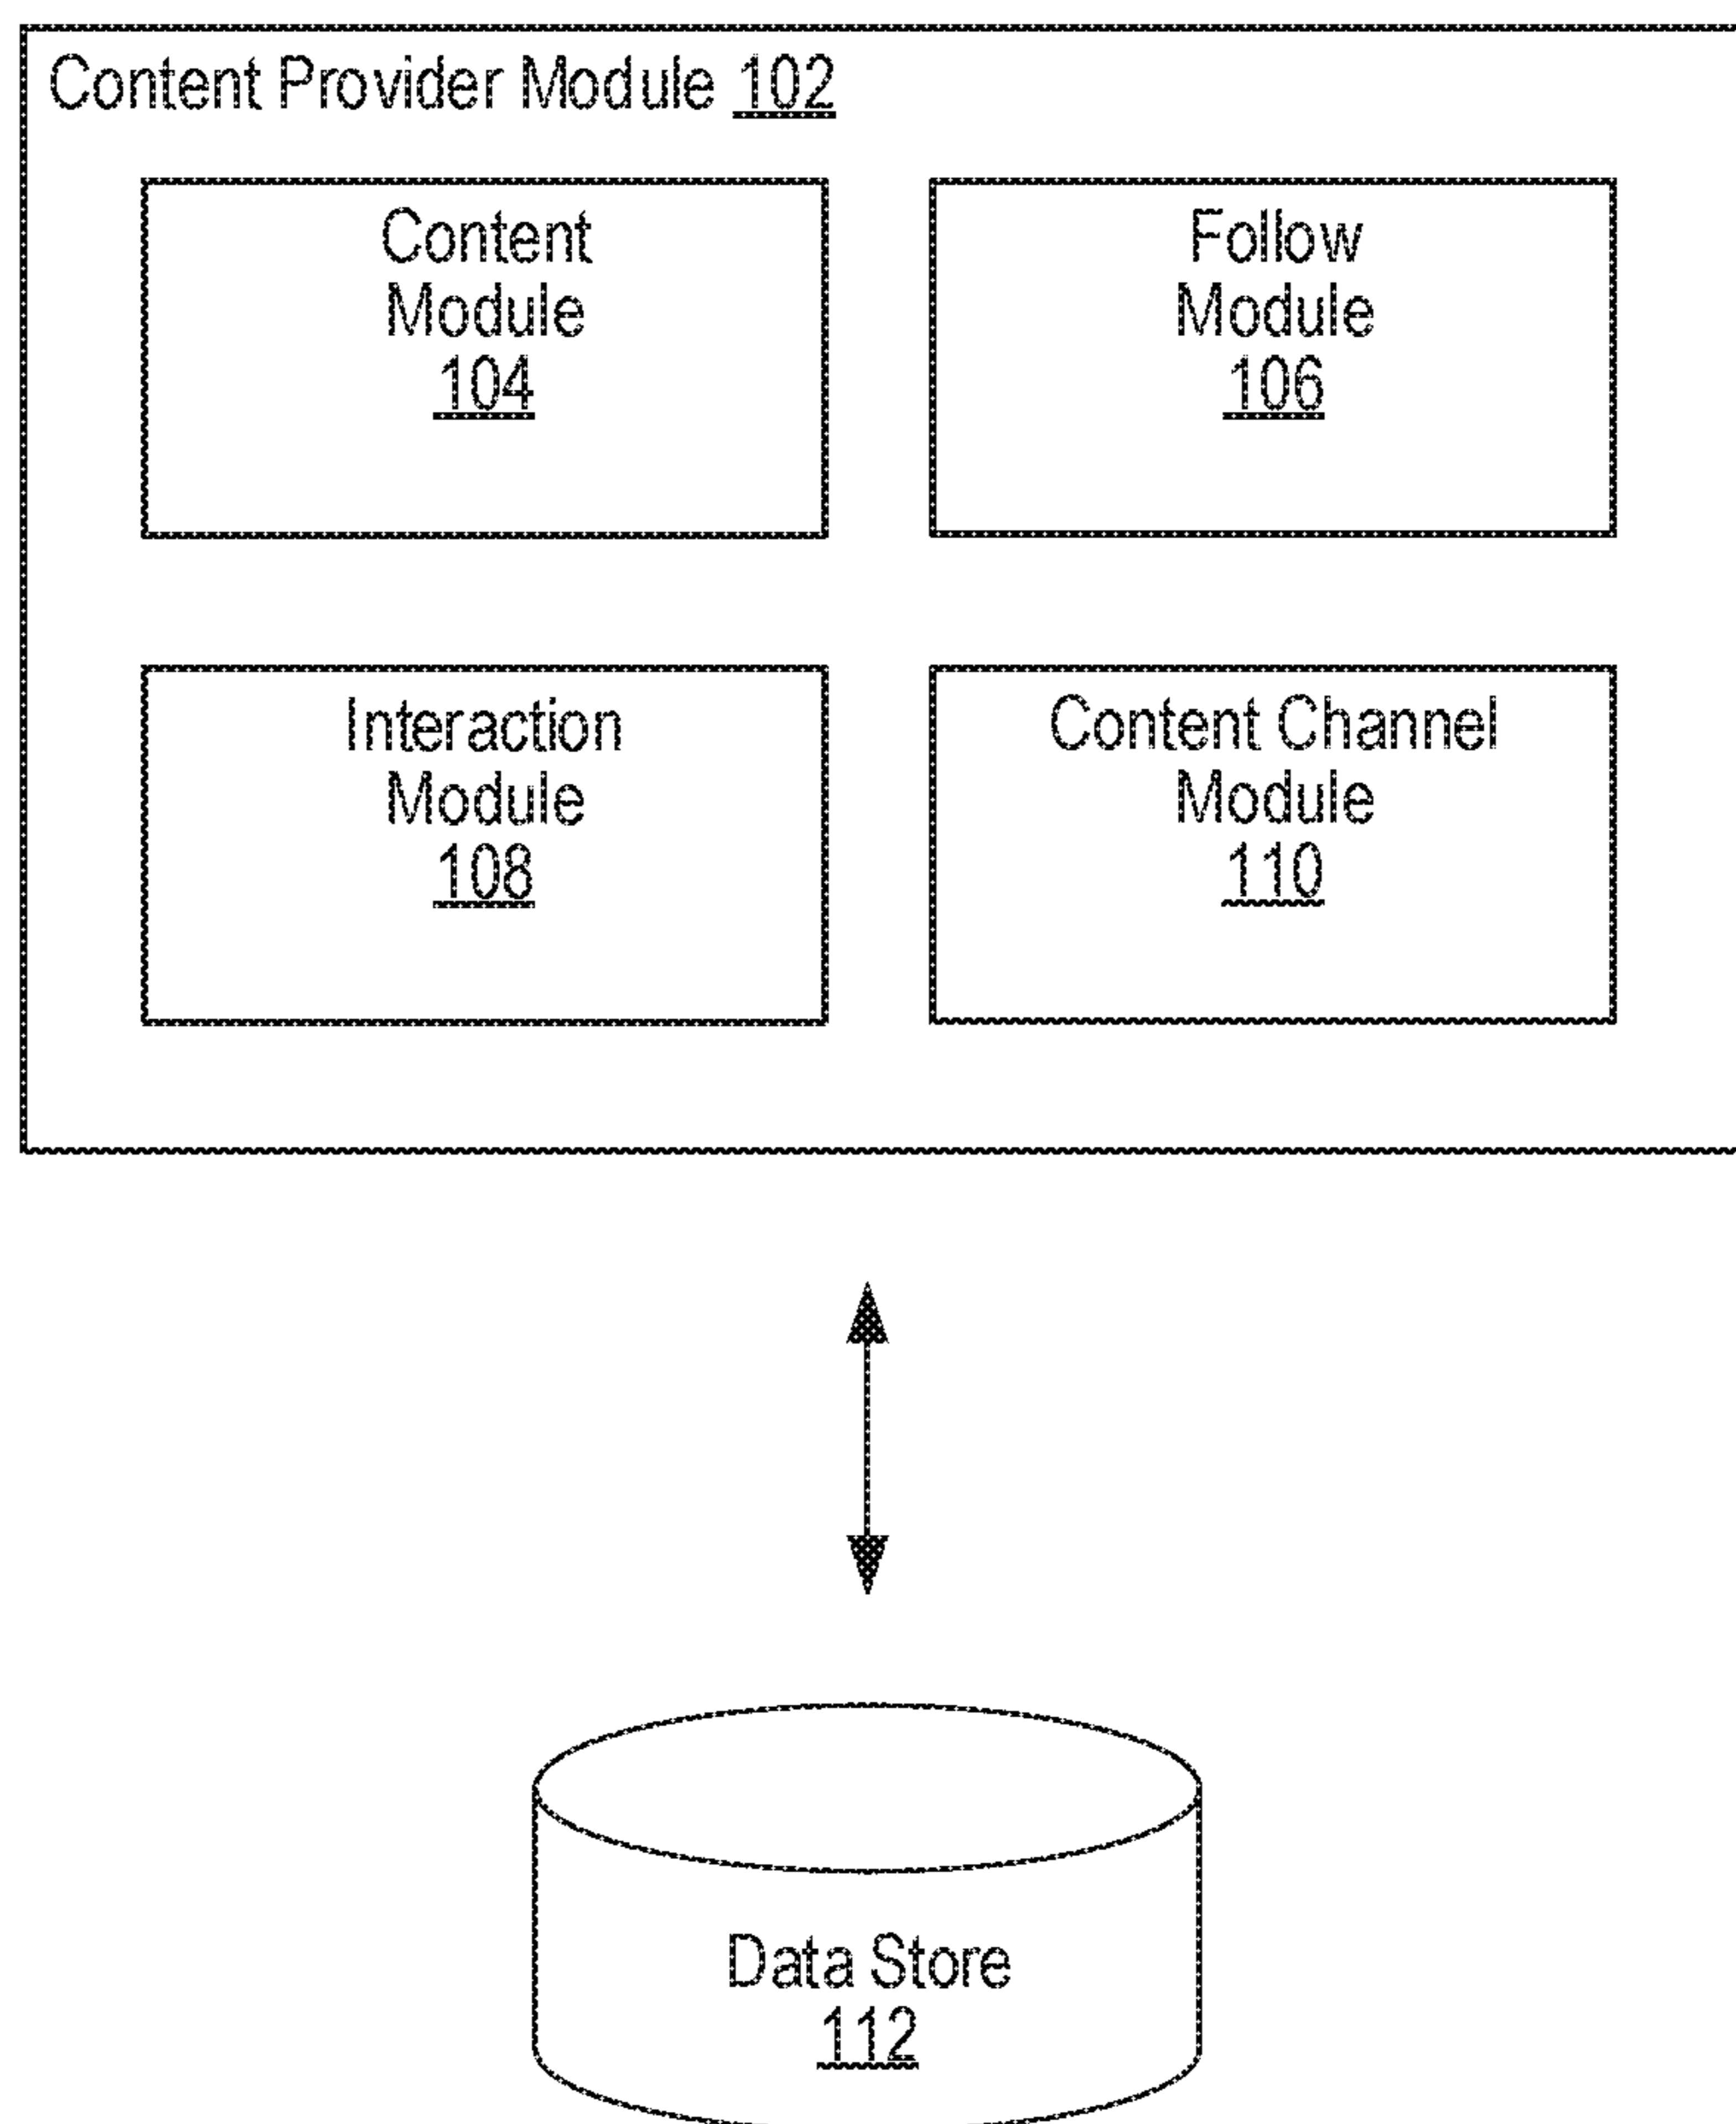 Content Provider Module 102
Content
Module
104
Follow
Module
106
Interaction
Module
108
Content Channel
Module
110
Data Store
112